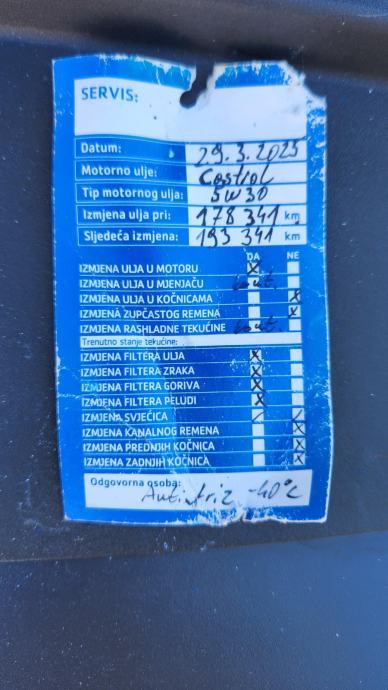 SERVIS:
Datum: 29.3.2025
Motorno ulje: Castrol
Tip motornog ulja: 5W30
Izmjena ulja pri: 178 341 km
Sljedeća izmjena: 193 341 km
DA NE
IZMJENA ULJA U MOTORU X
IZMJENA ULJA U MJENJAČU kont.
IZMJENA ULJA U KOČNICAMA X
IZMJENA ZUPČASTOG REMENA X
IZMJENA RASHLADNE TEKUĆINE kont.
Trenutno stanje tekućine:
IZMJENA FILTERA ULJA X
IZMJENA FILTERA ZRAKA X
IZMJENA FILTERA GORIVA X
IZMJENA FILTERA PELUDI X
IZMJENA SVJEĆICA
IZMJENA KANALNOG REMENA X
IZMJENA PREDNJIH KOČNICA X
IZMJENA ZADNJIH KOČNICA X
Odgovorna osoba:
Antifriz -40°C